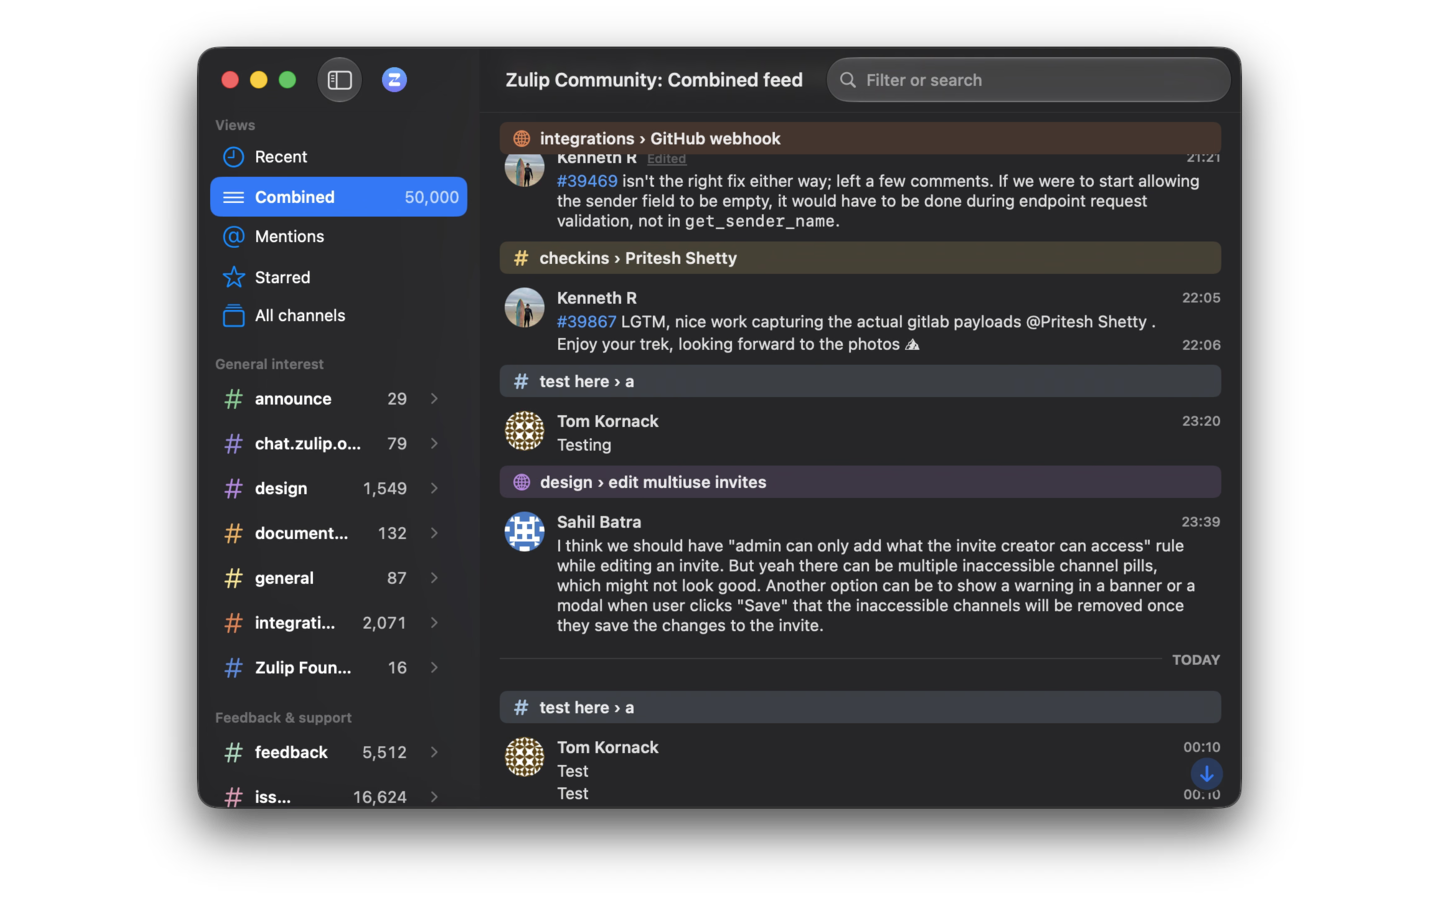 Zulip Community: Combined feed
Filter or search
Views
Recent
Combined 50,000
Mentions
Starred
All channels
General interest
# announce 29
# chat.zulip.o... 79
# design 1,549
# document... 132
# general 87
# integrati... 2,071
# Zulip Foun... 16
Feedback & support
# feedback 5,512
# iss... 16,624
integrations › GitHub webhook
Kenneth R Edited 21:21
#39469 isn't the right fix either way; left a few comments. If we were to start allowing
the sender field to be empty, it would have to be done during endpoint request
validation, not in get_sender_name.
# checkins › Pritesh Shetty
Kenneth R 22:05
#39867 LGTM, nice work capturing the actual gitlab payloads @Pritesh Shetty .
Enjoy your trek, looking forward to the photos 22:06
# test here › a
Tom Kornack 23:20
Testing
design › edit multiuse invites
Sahil Batra 23:39
I think we should have "admin can only add what the invite creator can access" rule
while editing an invite. But yeah there can be multiple inaccessible channel pills,
which might not look good. Another option can be to show a warning in a banner or a
modal when user clicks "Save" that the inaccessible channels will be removed once
they save the changes to the invite.
TODAY
# test here › a
Tom Kornack 00:10
Test
Test 00:10